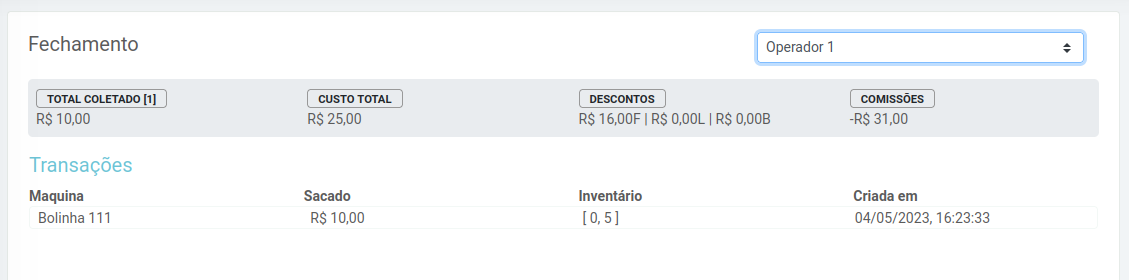 Fechamento
Operador 1
TOTAL COLETADO [1] CUSTO TOTAL DESCONTOS COMISSÕES
R$ 10,00 R$ 25,00 R$ 16,00F | R$ 0,00L | R$ 0,00B -R$ 31,00
Transações
Maquina Sacado Inventário Criada em
Bolinha 111 R$ 10,00 [ 0, 5 ] 04/05/2023, 16:23:33